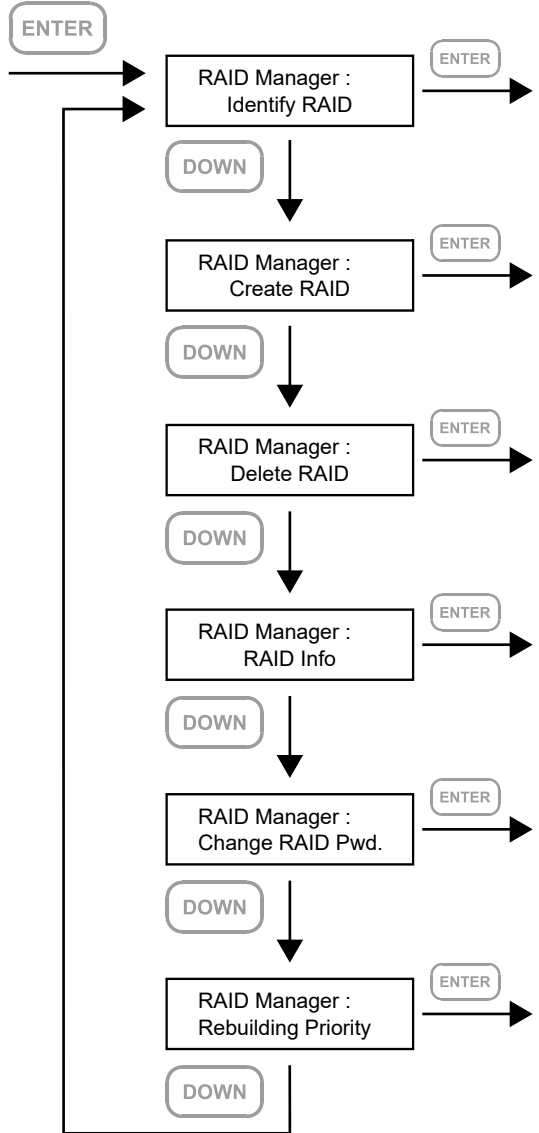 ENTER
RAID Manager :
Identify RAID
ENTER
DOWN
RAID Manager :
Create RAID
ENTER
DOWN
RAID Manager :
Delete RAID
ENTER
DOWN
RAID Manager :
RAID Info
ENTER
DOWN
RAID Manager :
Change RAID Pwd.
ENTER
DOWN
RAID Manager :
Rebuilding Priority
ENTER
DOWN